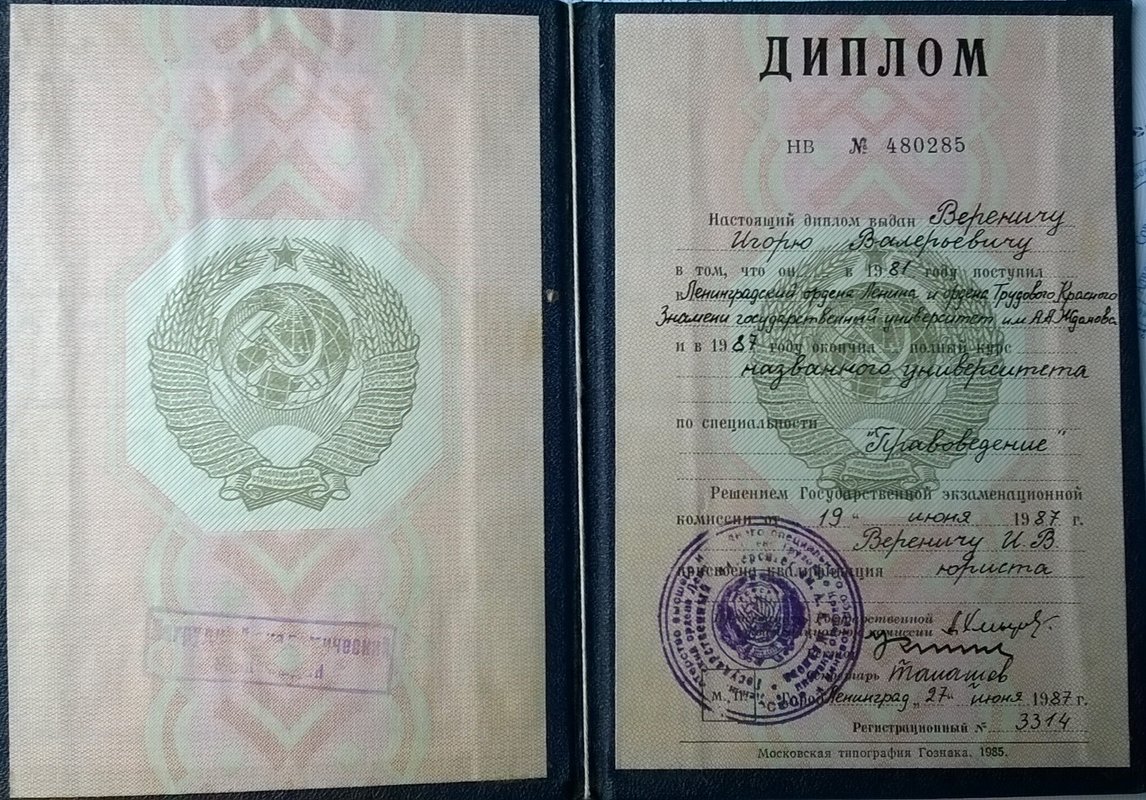 ДИПЛОМ
НВ № 480285
Настоящий диплом выдан Вереничу
Игорю Валерьевичу
в том, что он в 1981 году поступил
в Ленинградский ордена Ленина и ордена Трудового Красного
Знамени государственный университет им. А.А. Жданова
и в 1987 году окончил полный курс
названного университета
по специальности
"Правоведение"
Решением Государственной экзаменационной
комиссии от 19 " июня 1987 г.
Вереничу И. В.
присвоена квалификация юриста
Государственной
комиссии
М. П. Город Ленинград „ 27 " июня 1987 г.
Регистрационный № 3314
Московская типография Гознака. 1985.